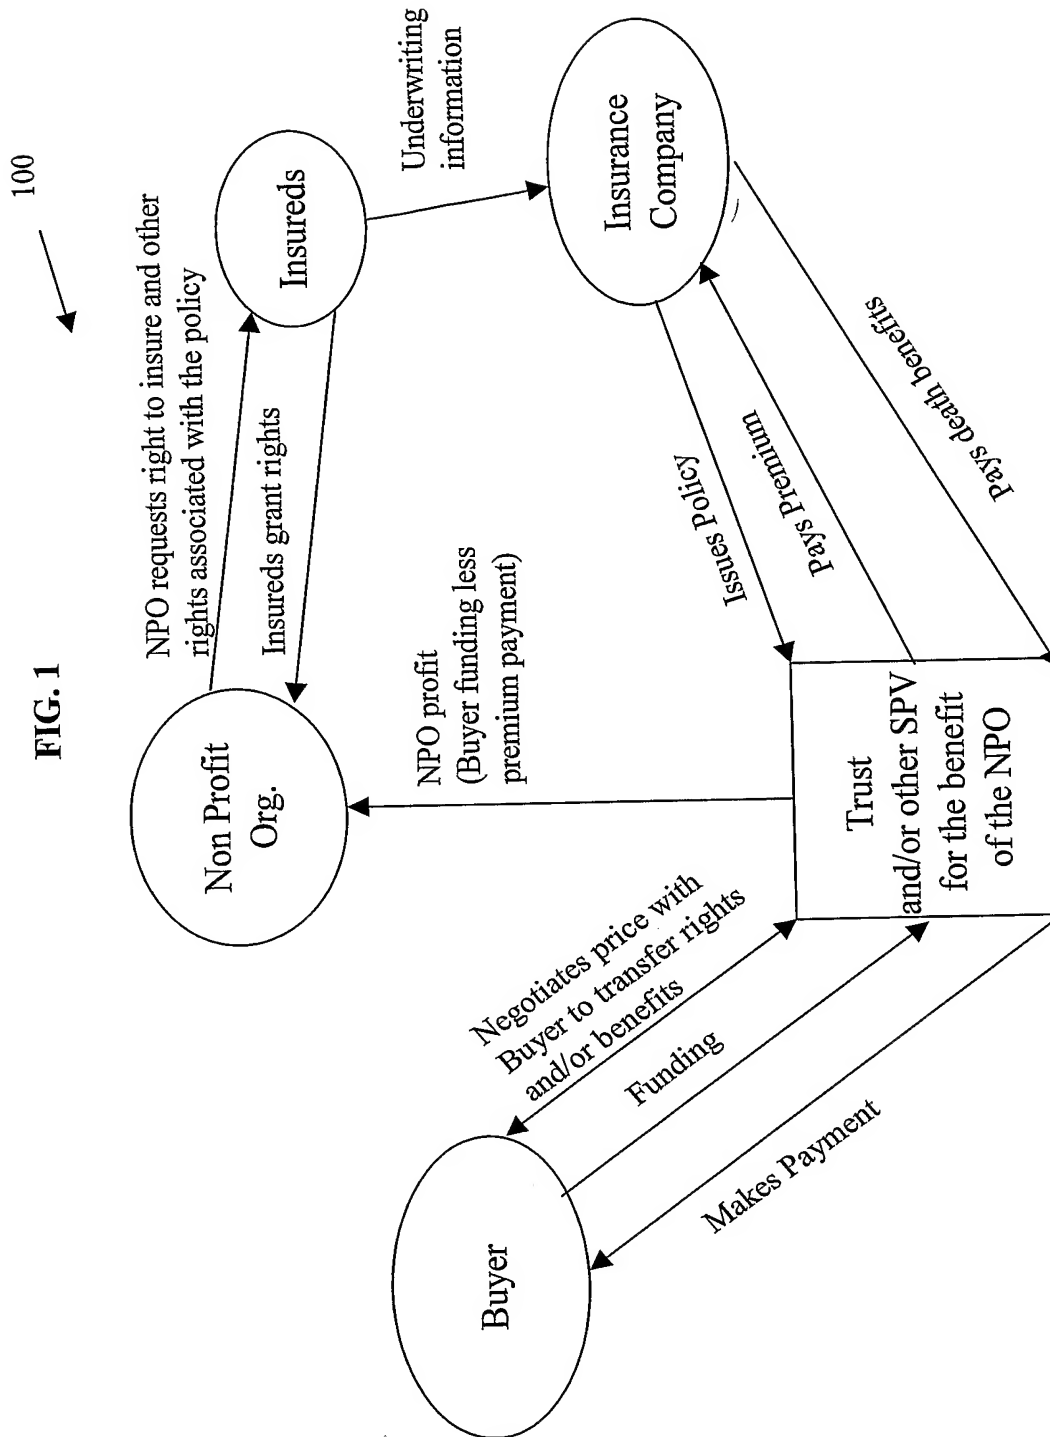 FIG. 1
100
NPO requests right to insure and other
rights associated with the policy
Non Profit
Org.
Insureds
Insureds grant rights
Underwriting
information
NPO profit
(Buyer funding less
premium payment)
Buyer
Negotiates price with
Buyer to transfer rights
and/or benefits
Funding
Makes Payment
Insurance
Company
Issues Policy
Pays Premium
Pays death benefits
Trust
and/or other SPV
for the benefit
of the NPO